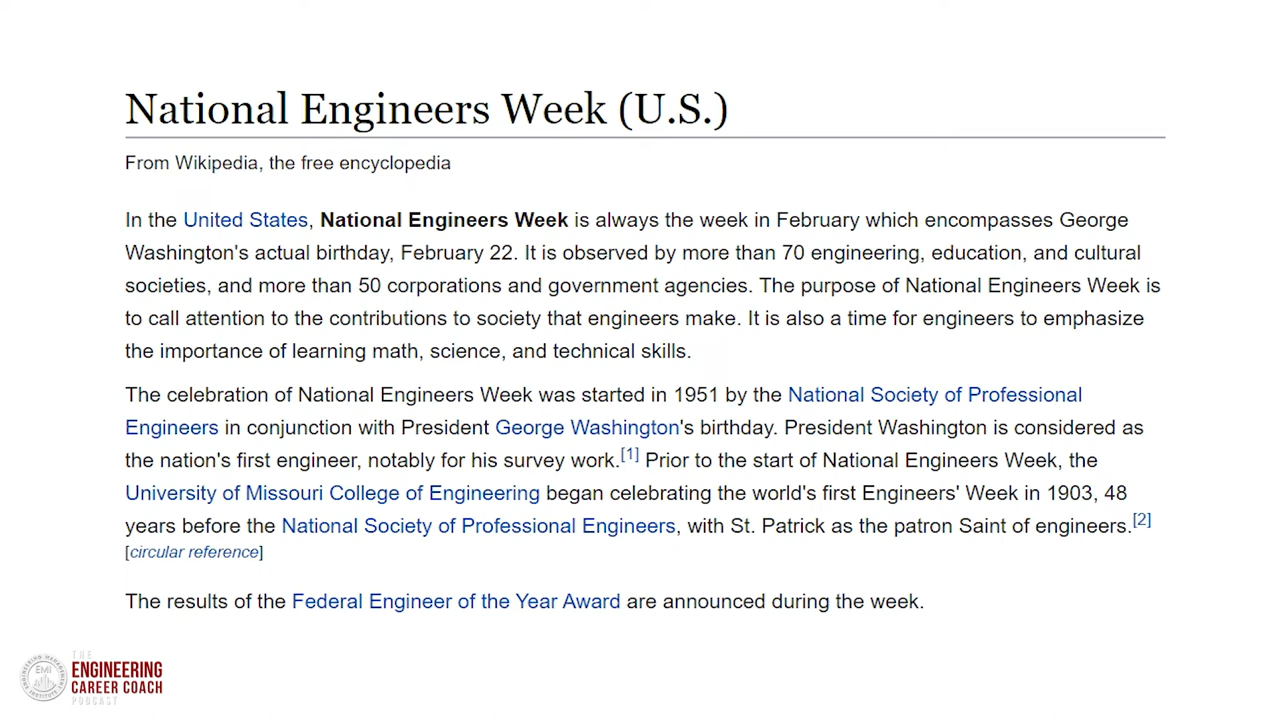 National Engineers Week (U.S.)
From Wikipedia, the free encyclopedia
In the United States, National Engineers Week is always the week in February which encompasses George
Washington's actual birthday, February 22. It is observed by more than 70 engineering, education, and cultural
societies, and more than 50 corporations and government agencies. The purpose of National Engineers Week is
to call attention to the contributions to society that engineers make. It is also a time for engineers to emphasize
the importance of learning math, science, and technical skills.
The celebration of National Engineers Week was started in 1951 by the National Society of Professional
Engineers in conjunction with President George Washington's birthday. President Washington is considered as
the nation's first engineer, notably for his survey work.[1] Prior to the start of National Engineers Week, the
University of Missouri College of Engineering began celebrating the world's first Engineers' Week in 1903, 48
years before the National Society of Professional Engineers, with St. Patrick as the patron Saint of engineers.[2]
[circular reference]
The results of the Federal Engineer of the Year Award are announced during the week.
ENGINEERING MANAGEMENT INSTITUTE
EMI
THE
ENGINEERING
CAREER COACH
PODCAST